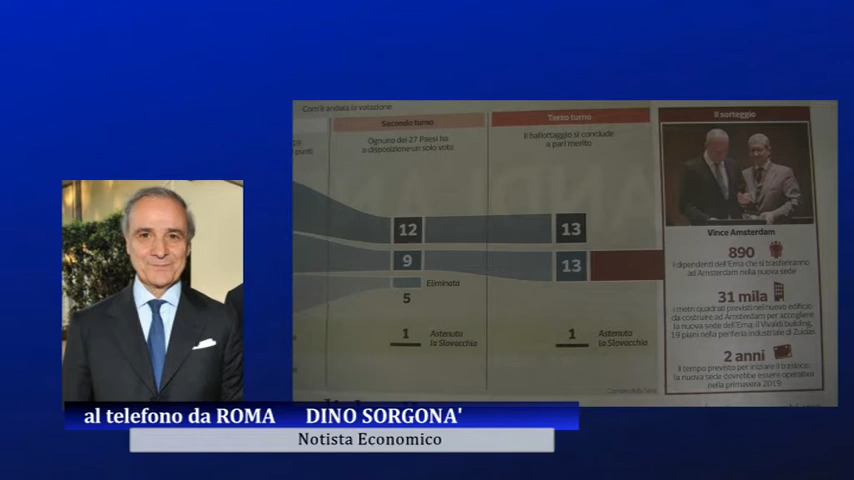 Com'è andata la votazione
Secondo turno
Ognuno dei 27 Paesi ha
a disposizione un solo voto
Terzo turno
Il ballottaggio si conclude
a pari merito
Il sorteggio
punti
12
9
Eliminata
5
1
Astenuta
la Slovacchia
13
13
1
Astenuta
la Slovacchia
Vince Amsterdam
890
I dipendenti dell'Ema che si trasferiranno
ad Amsterdam nella nuova sede
31 mila
I metri quadrati previsti nel nuovo edificio
da costruire ad Amsterdam per accogliere
la nuova sede dell'Ema, il Vivaldi building,
19 piani nella periferia industriale di Zuidas
2 anni
Il tempo previsto per iniziare il trasloco:
la nuova sede dovrebbe essere operativa
nella primavera 2019
Corriere della Sera
al telefono da ROMA DINO SORGONA'
Notista Economico